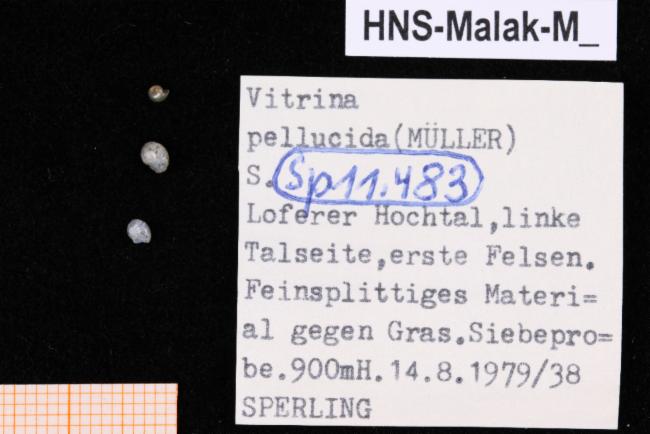 HNS-Malak-M_
Vitrina
pellucida(MÜLLER)
S. Sp11.483
Loferer Hochtal,linke
Talseite,erste Felsen.
Feinsplittiges Materi=
al gegen Gras.Siebepro=
be.900mH.14.8.1979/38
SPERLING